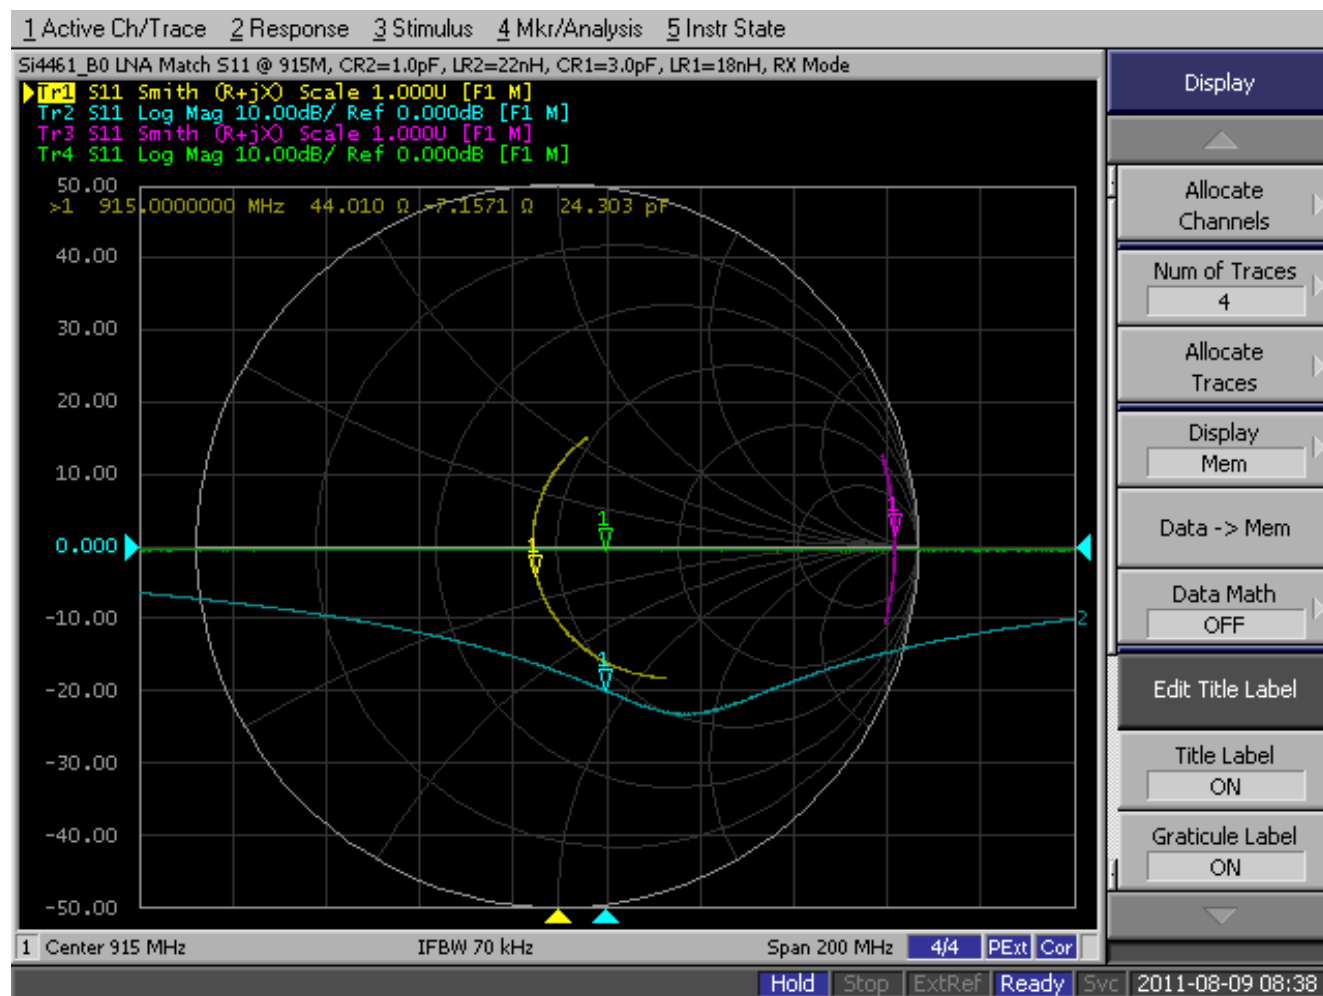 1 Active Ch/Trace 2 Response 3 Stimulus 4 Mkr/Analysis 5 Instr State
Si4461_B0 LNA Match S11 @ 915M, CR2=1.0pF, LR2=22nH, CR1=3.0pF, LR1=18nH, RX Mode
Tr1 S11 Smith (R+jX) Scale 1.000U [F1 M]
Tr2 S11 Log Mag 10.00dB/ Ref 0.000dB [F1 M]
Tr3 S11 Smith (R+jX) Scale 1.000U [F1 M]
Tr4 S11 Log Mag 10.00dB/ Ref 0.000dB [F1 M]
50.00
>1 915.0000000 MHz 44.010 Ω -7.1571 Ω 24.303 pF
40.00
30.00
20.00
10.00
0.000
-10.00
-20.00
-30.00
-40.00
-50.00
1
1
1
1
2
1 Center 915 MHz IFBW 70 kHz Span 200 MHz 4/4 PExt Cor
Display
Allocate
Channels
Num of Traces
4
Allocate
Traces
Display
Mem
Data -> Mem
Data Math
OFF
Edit Title Label
Title Label
ON
Graticule Label
ON
Hold Stop ExtRef Ready Svc 2011-08-09 08:38